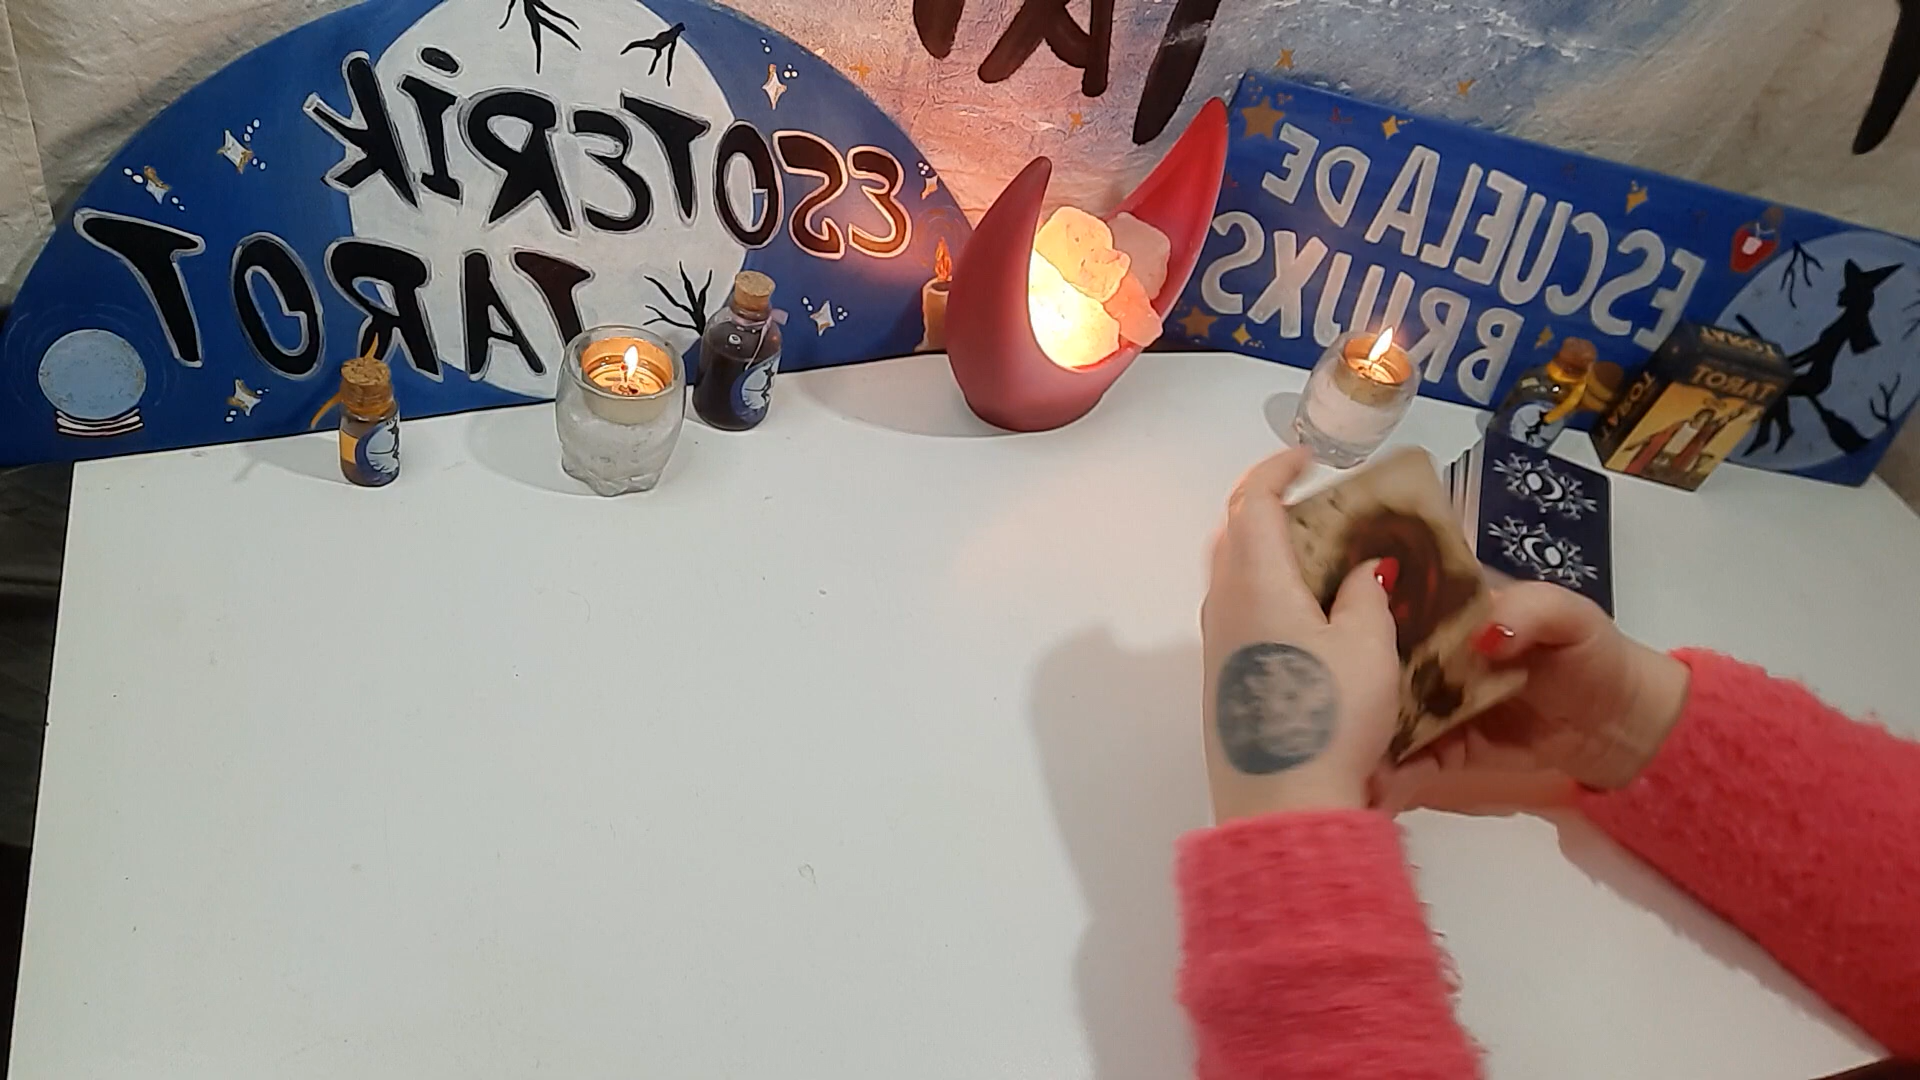 ESOTERIK
TAROT
ESCUELA DE
BRUJXS
TAROT